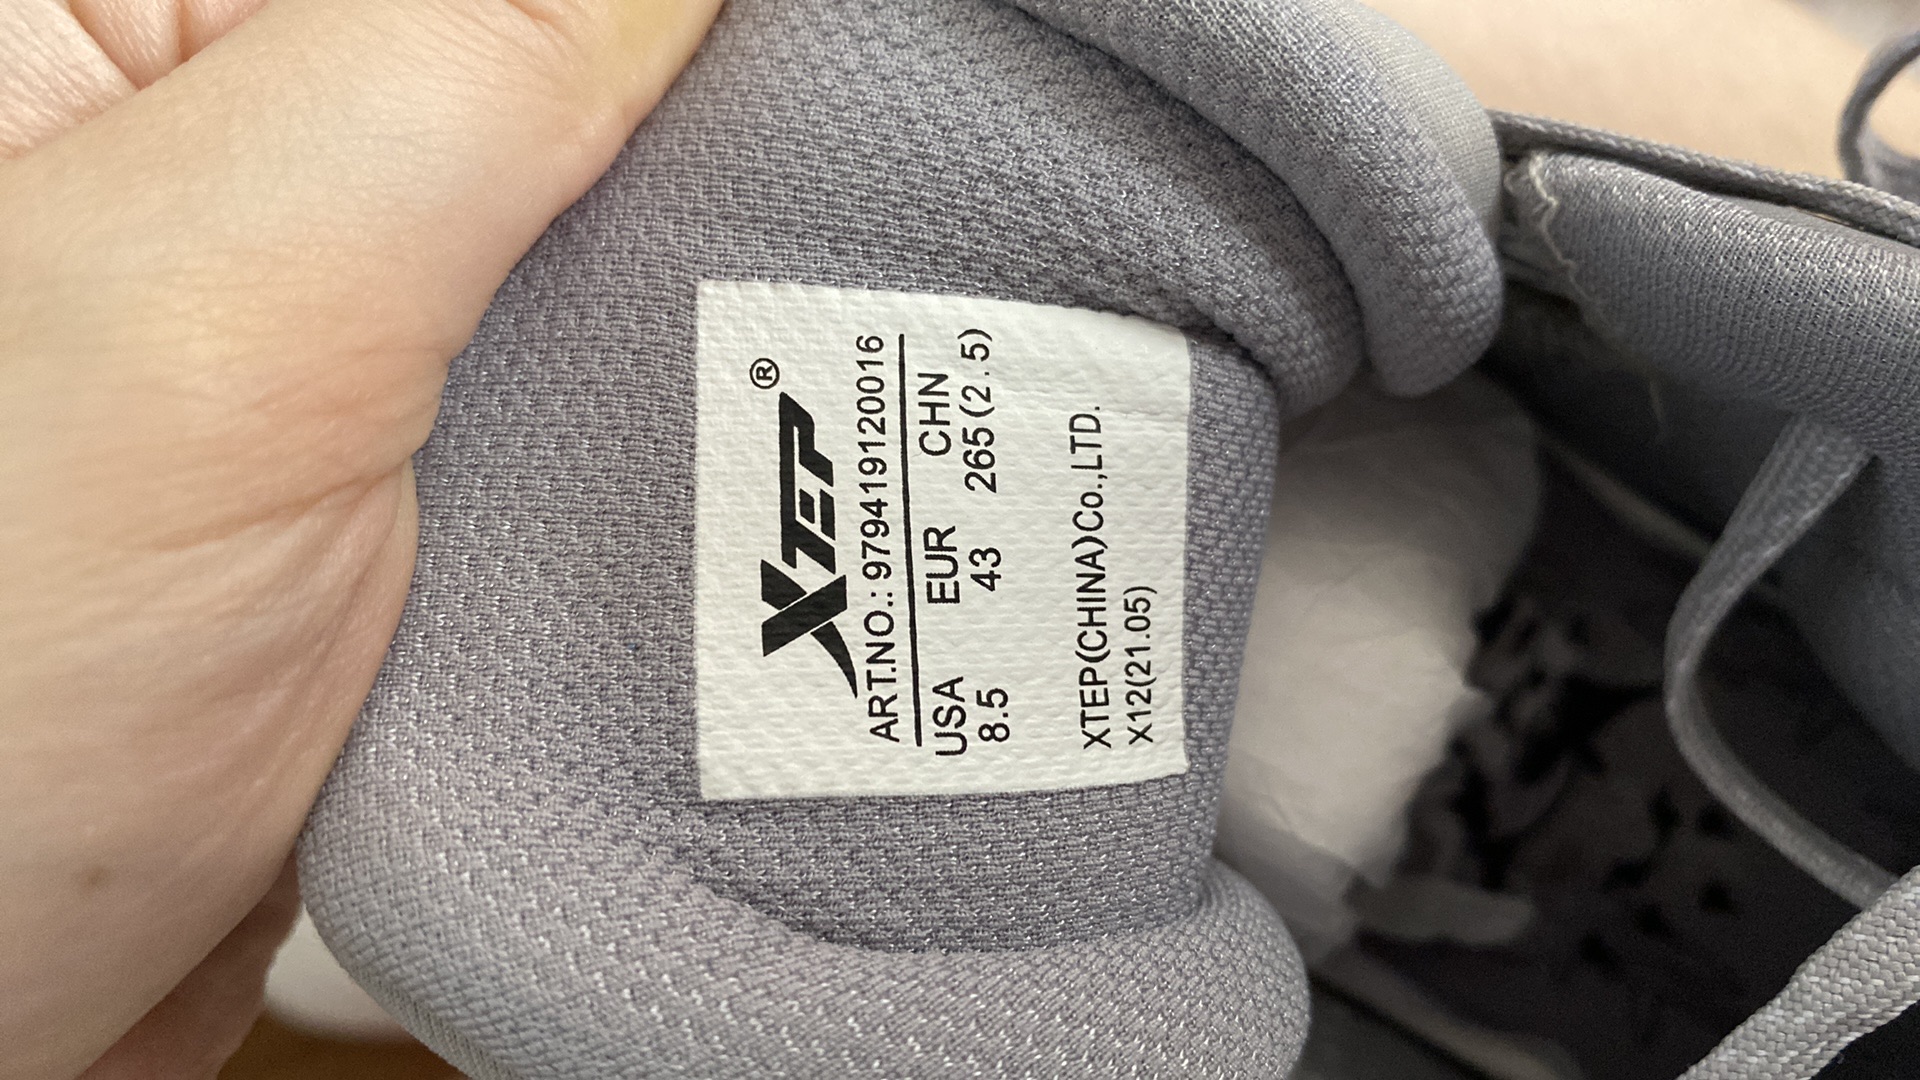 XTEP®
ART.NO.: 979419120016
USA EUR CHN
8.5 43 265(2.5)
XTEP(CHINA)Co.,LTD.
X12(21.05)